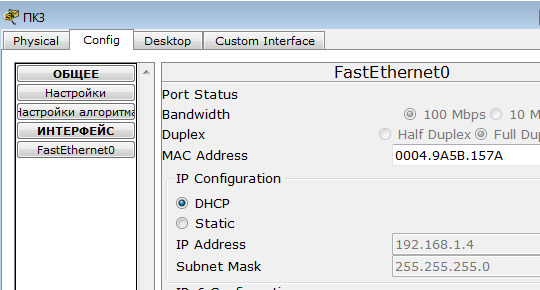 ПК3
Physical Config Desktop Custom Interface
ОБЩЕЕ
Настройки
Настройки алгоритма
ИНТЕРФЕЙС
FastEthernet0
FastEthernet0
Port Status
Bandwidth 100 Mbps 10 M
Duplex Half Duplex Full Dup
MAC Address 0004.9A5B.157A
IP Configuration
DHCP
Static
IP Address 192.168.1.4
Subnet Mask 255.255.255.0